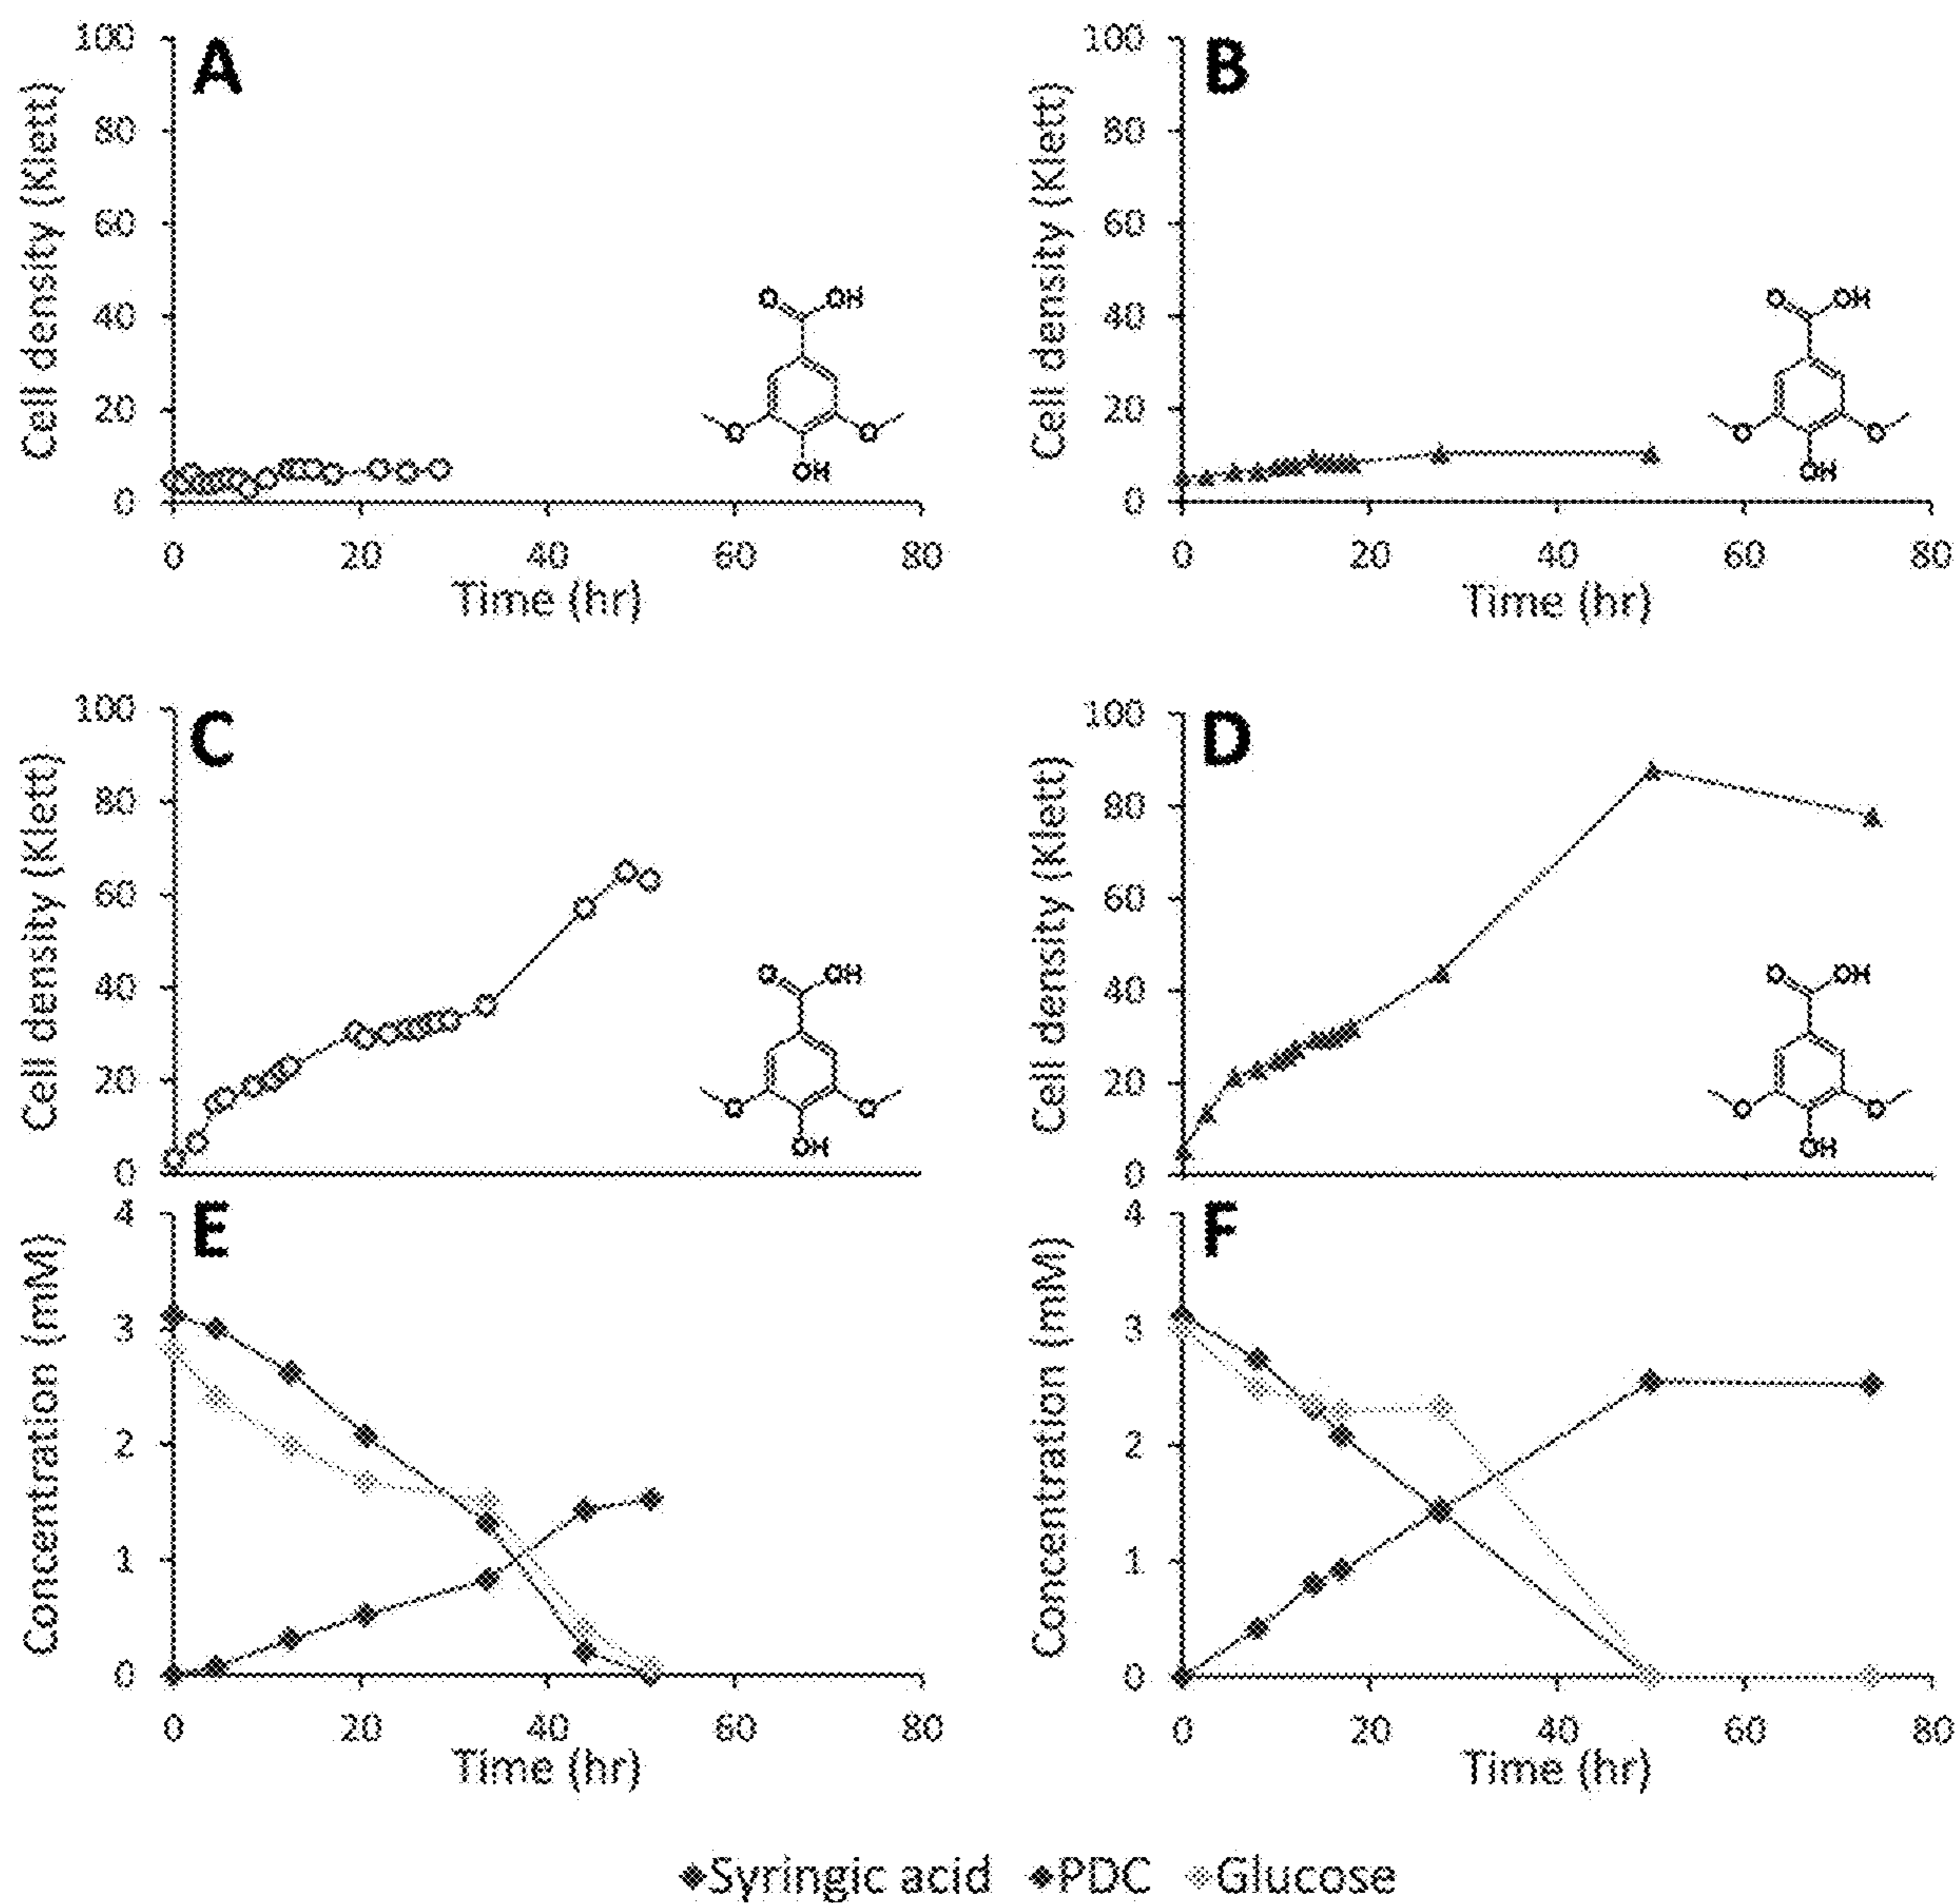 A
Cell density (Klett)
100
80
60
40
20
0
0 20 40 60 80
Time (hr)
O OH
O O
OH
B
Cell density (Klett)
100
80
60
40
20
0
0 20 40 60 80
Time (hr)
O OH
O O
OH
C
Cell density (Klett)
100
80
60
40
20
0
O OH
O O
OH
D
Cell density (Klett)
100
80
60
40
20
0
O OH
O O
OH
E
Concentration (mM)
4
3
2
1
0
0 20 40 60 80
Time (hr)
F
Concentration (mM)
4
3
2
1
0
0 20 40 60 80
Time (hr)
Syringic acid PDC Glucose